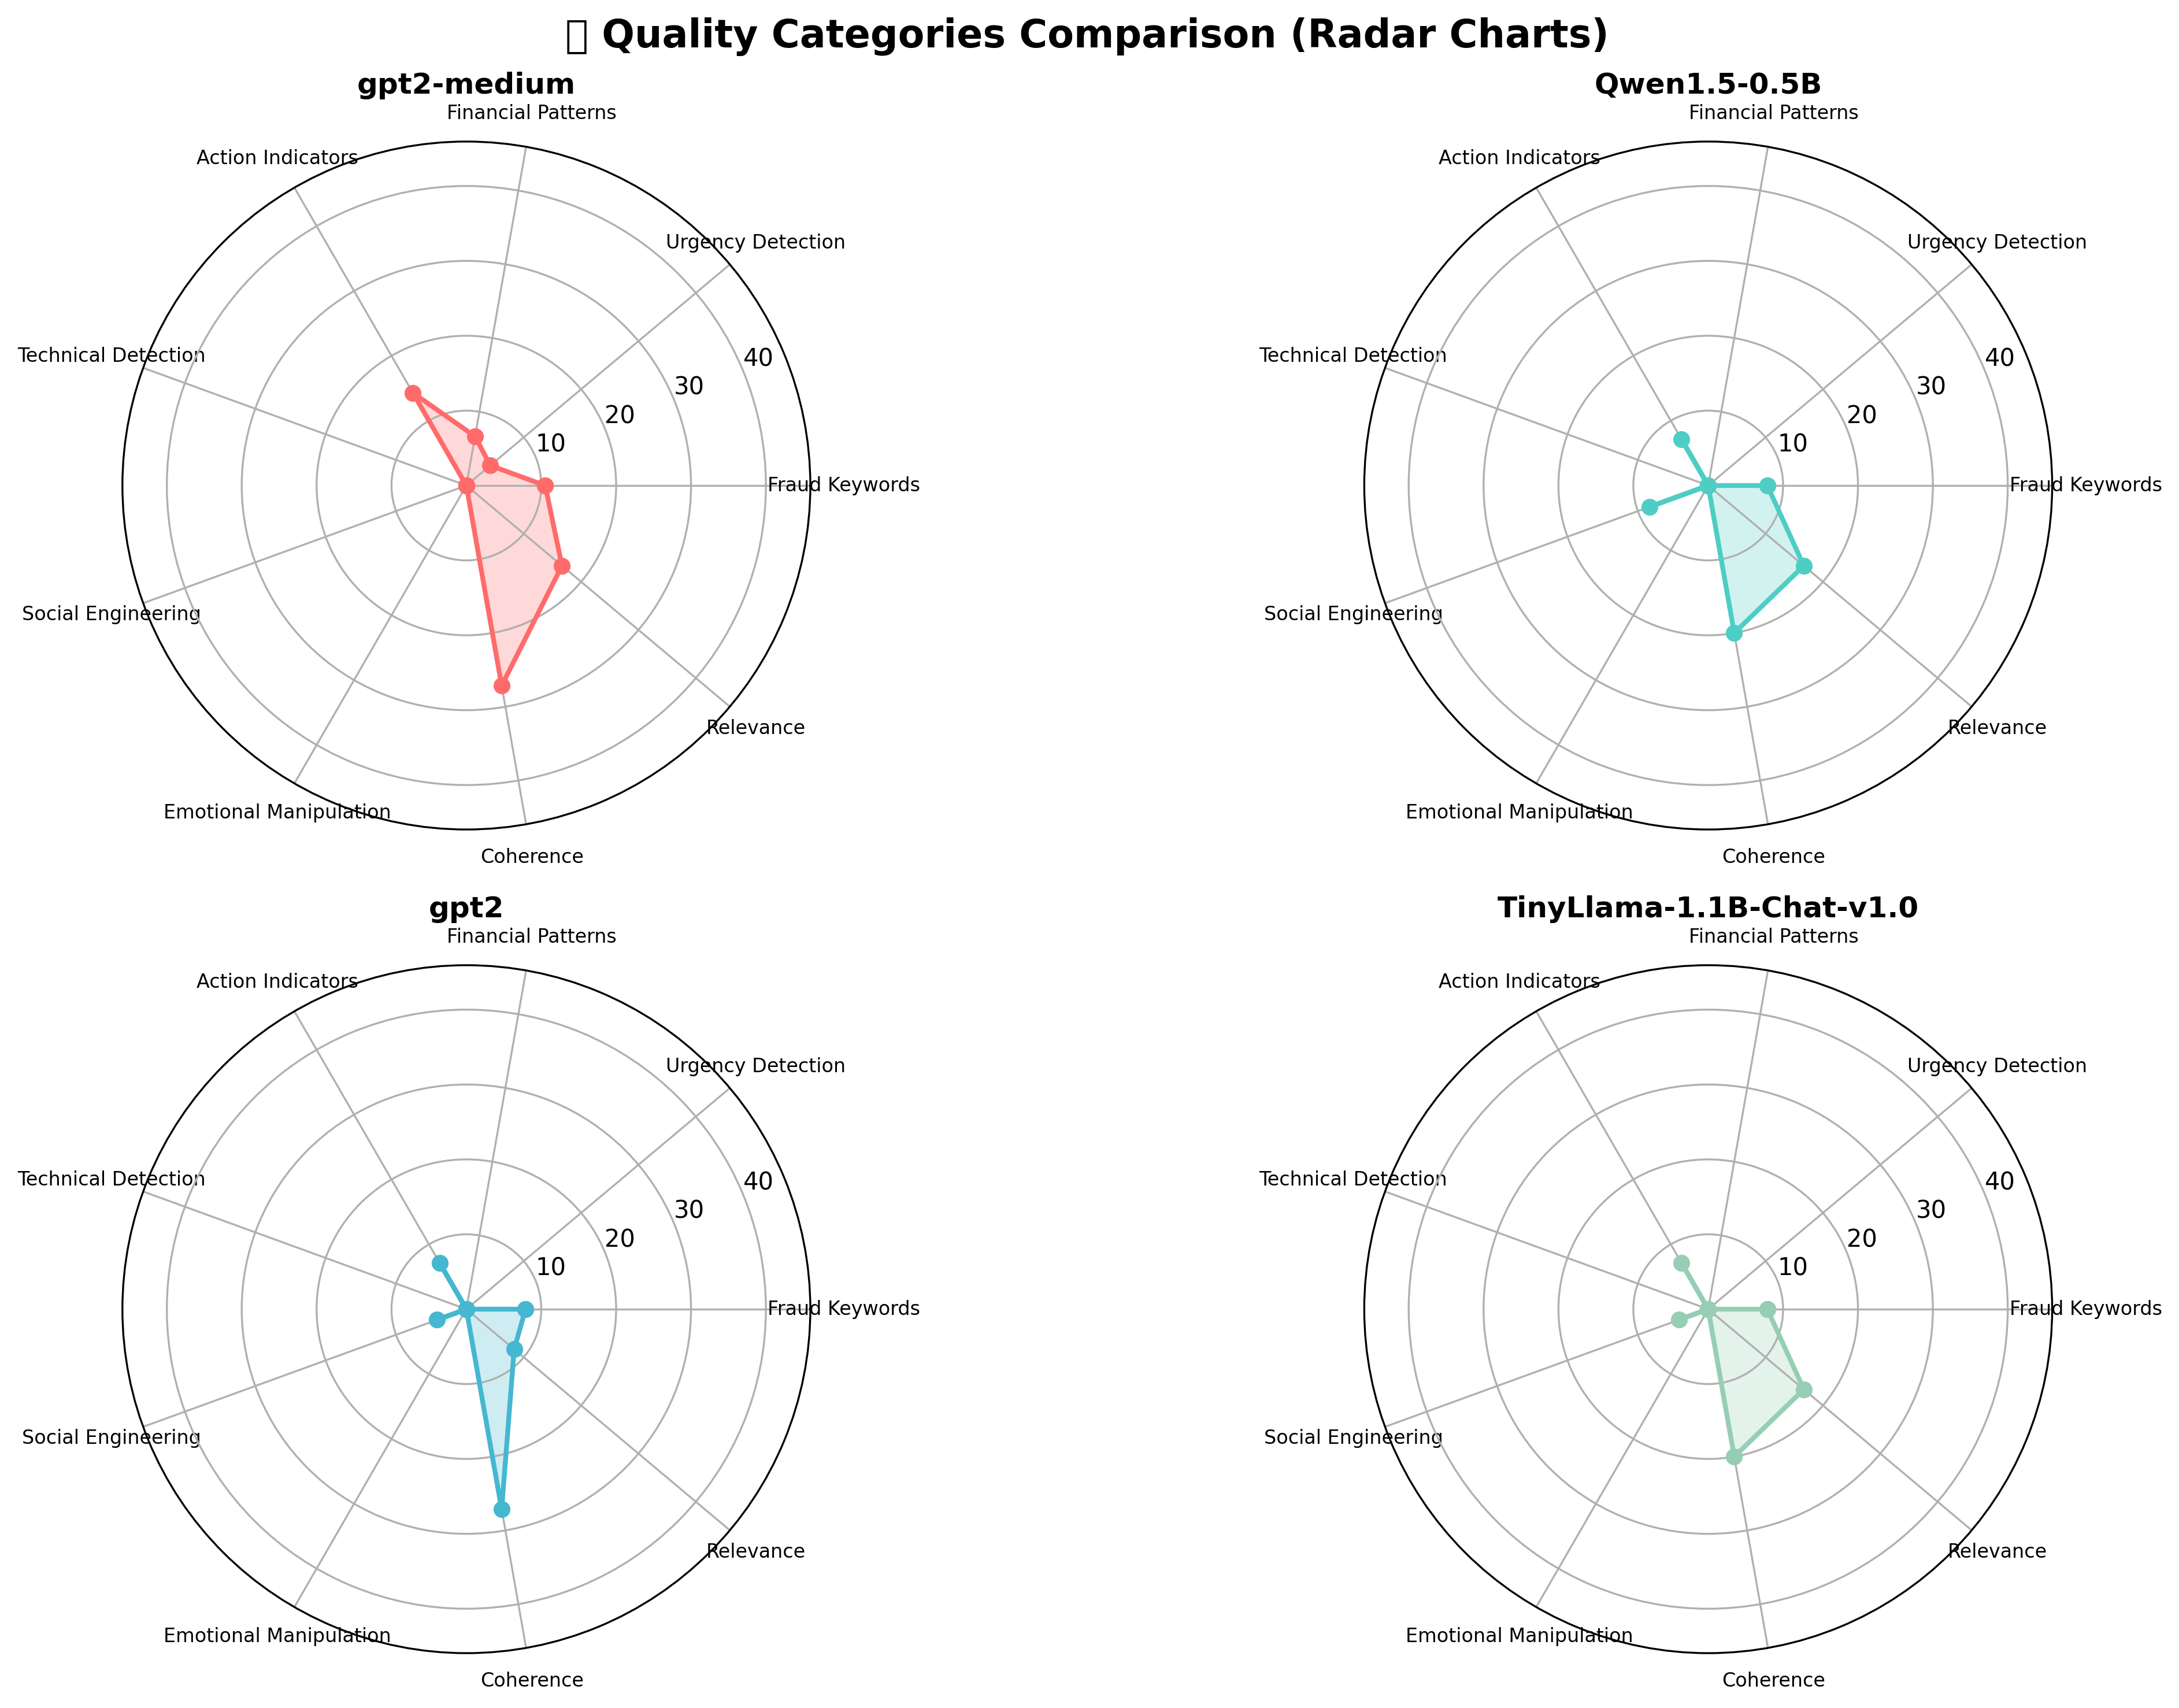 Quality Categories Comparison (Radar Charts)
gpt2-medium
Financial Patterns
Action Indicators
Urgency Detection
Technical Detection
40
30
20
10
Fraud Keywords
Social Engineering
Relevance
Emotional Manipulation
Coherence
Qwen1.5-0.5B
Financial Patterns
Action Indicators
Urgency Detection
Technical Detection
40
30
20
10
Fraud Keywords
Social Engineering
Relevance
Emotional Manipulation
Coherence
gpt2
Financial Patterns
Action Indicators
Urgency Detection
Technical Detection
40
30
20
10
Fraud Keywords
Social Engineering
Relevance
Emotional Manipulation
Coherence
TinyLlama-1.1B-Chat-v1.0
Financial Patterns
Action Indicators
Urgency Detection
Technical Detection
40
30
20
10
Fraud Keywords
Social Engineering
Relevance
Emotional Manipulation
Coherence